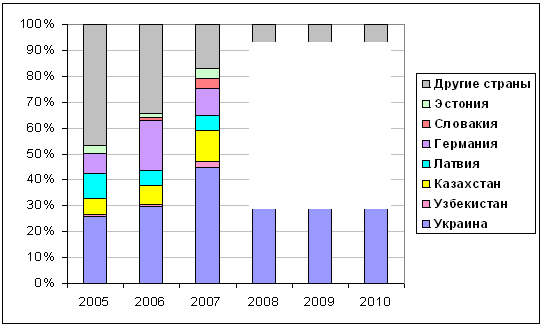 100%
90%
80%
70%
60%
50%
40%
30%
20%
10%
0%
2005 2006 2007 2008 2009 2010
Другие страны
Эстония
Словакия
Германия
Латвия
Казахстан
Узбекистан
Украина